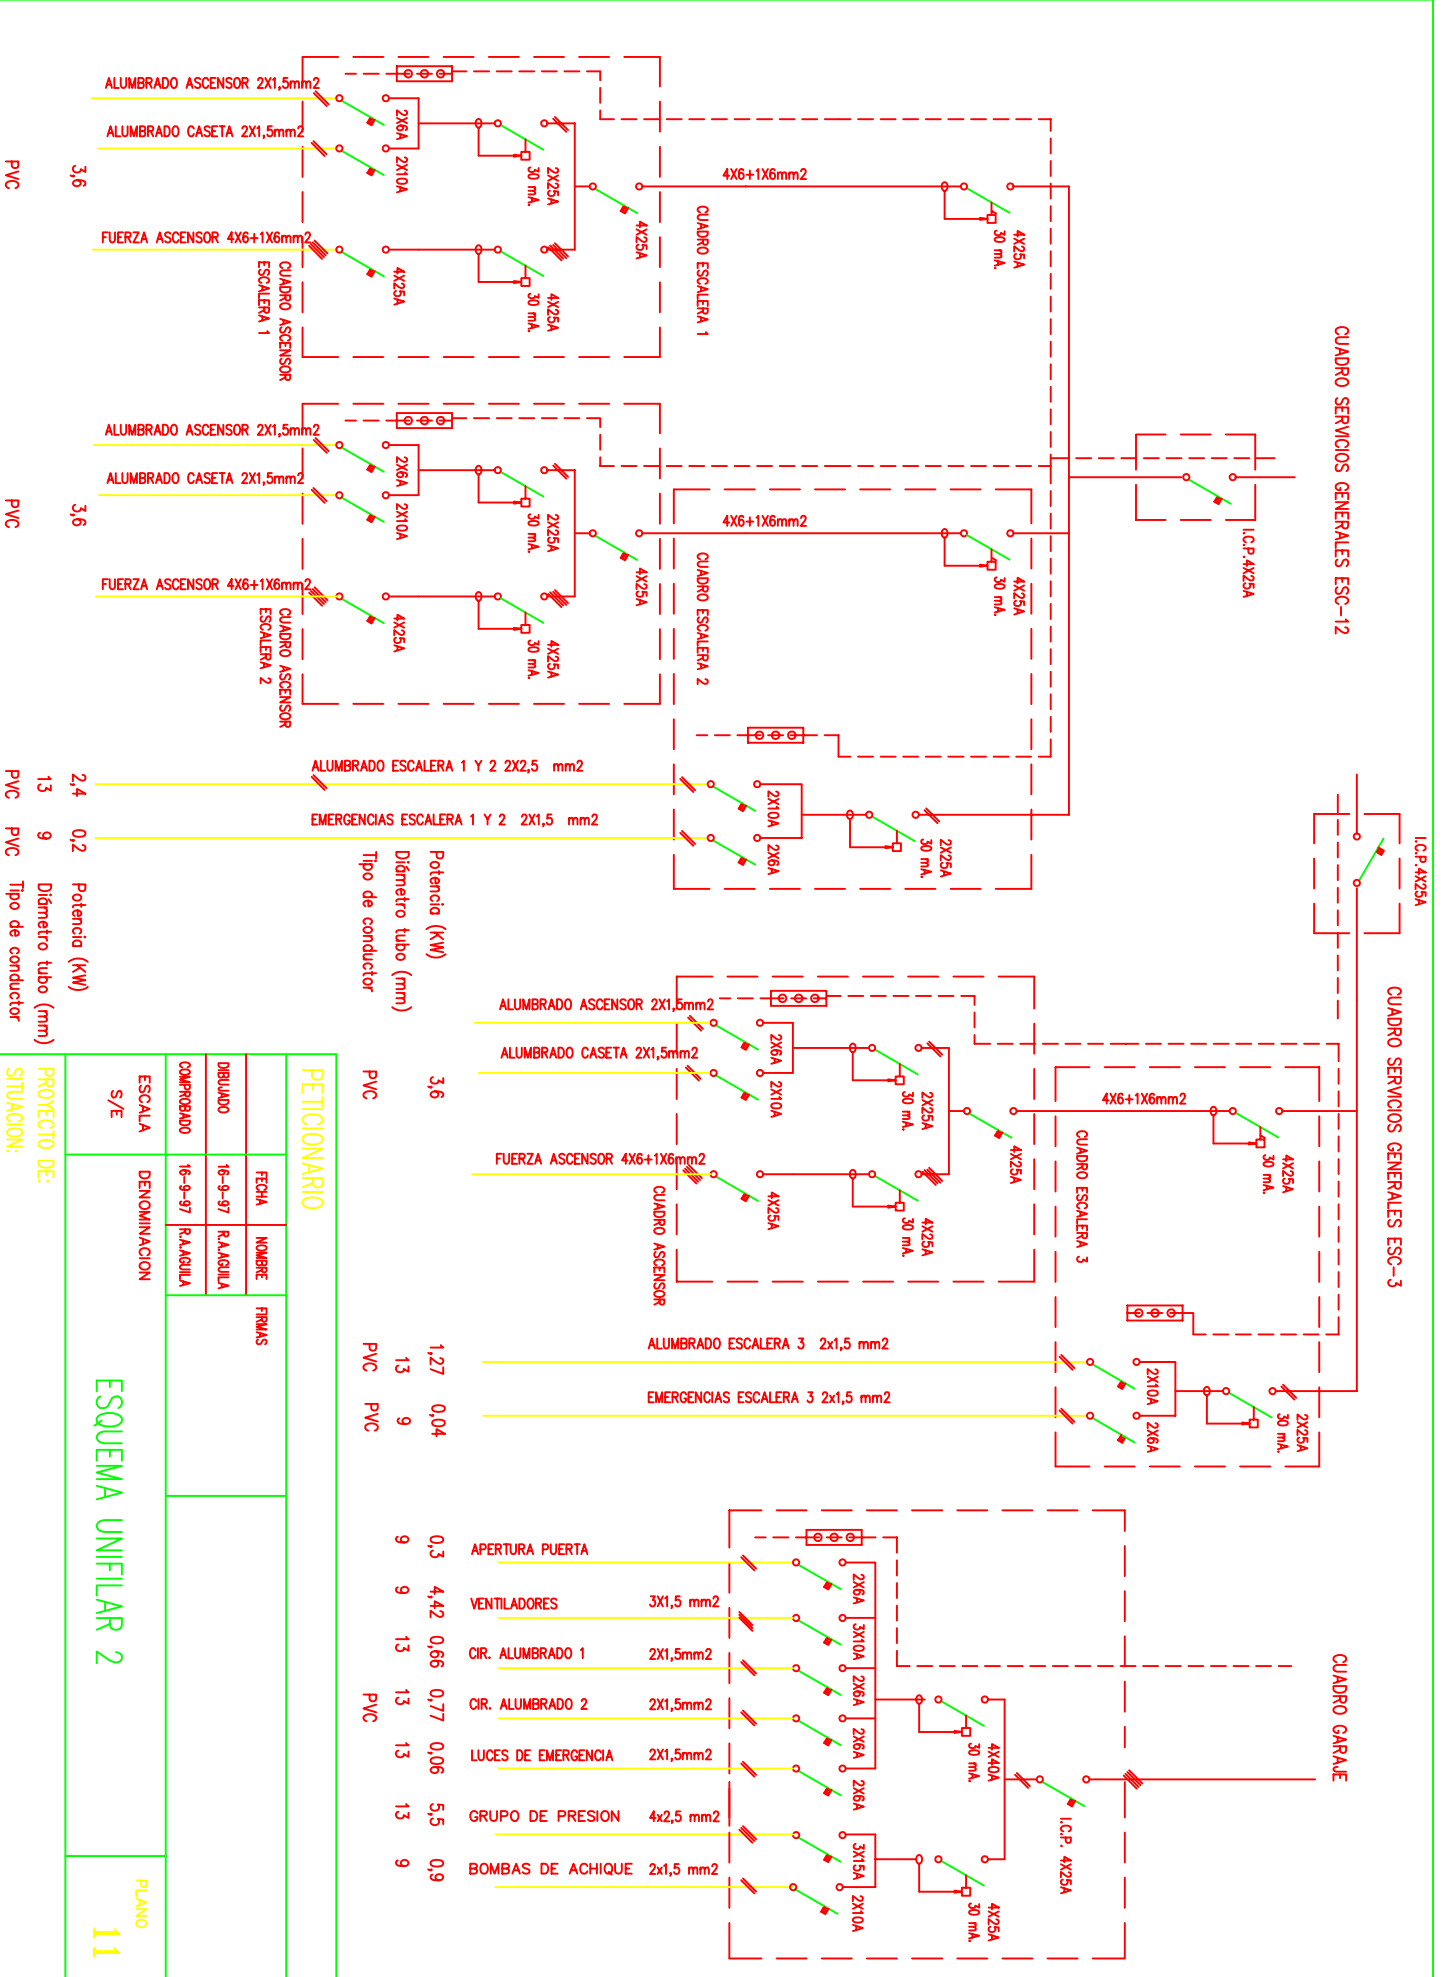 CUADRO SERVICIOS GENERALES ESC-12
I.C.P.4X25A
4X25A
30 mA.
4X6+1X6mm2
CUADRO ESCALERA 1
4X25A
2X25A
30 mA.
2X6A
2X10A
4X25A
30 mA.
4X25A
CUADRO ASCENSOR
ESCALERA 1
ALUMBRADO ASCENSOR 2X1,5mm2
ALUMBRADO CASETA 2X1,5mm2
FUERZA ASCENSOR 4X6+1X6mm2
3,6
PVC
4X25A
30 mA.
4X6+1X6mm2
CUADRO ESCALERA 2
4X25A
2X25A
30 mA.
2X6A
2X10A
4X25A
30 mA.
4X25A
CUADRO ASCENSOR
ESCALERA 2
ALUMBRADO ASCENSOR 2X1,5mm2
ALUMBRADO CASETA 2X1,5mm2
FUERZA ASCENSOR 4X6+1X6mm2
3,6
PVC
2X25A
30 mA.
2X10A
2X6A
ALUMBRADO ESCALERA 1 Y 2 2X2,5 mm2
EMERGENCIAS ESCALERA 1 Y 2 2X1,5 mm2
2,4 0,2 Potencia (KW)
13 9 Diámetro tubo (mm)
PVC PVC Tipo de conductor
I.C.P.4X25A
CUADRO SERVICIOS GENERALES ESC-3
4X25A
30 mA.
4X6+1X6mm2
CUADRO ESCALERA 3
4X25A
2X25A
30 mA.
2X6A
2X10A
4X25A
30 mA.
4X25A
CUADRO ASCENSOR
ALUMBRADO ASCENSOR 2X1,5mm2
ALUMBRADO CASETA 2X1,5mm2
FUERZA ASCENSOR 4X6+1X6mm2
2X25A
30 mA.
2X10A
2X6A
ALUMBRADO ESCALERA 3 2x1,5 mm2
EMERGENCIAS ESCALERA 3 2x1,5 mm2
Potencia (KW) 3,6 1,27 0,04
Diámetro tubo (mm) 13 9
Tipo de conductor PVC PVC PVC
CUADRO GARAJE
I.C.P. 4X25A
4X40A
30 mA.
4X25A
30 mA.
2X6A
3X10A
2X6A
2X6A
2X6A
3X15A
2X10A
APERTURA PUERTA
VENTILADORES 3X1,5 mm2
CIR. ALUMBRADO 1 2X1,5mm2
CIR. ALUMBRADO 2 2X1,5mm2
LUCES DE EMERGENCIA 2X1,5mm2
GRUPO DE PRESION 4x2,5 mm2
BOMBAS DE ACHIQUE 2x1,5 mm2
0,3 4,42 0,66 0,77 0,06 5,5 0,9
9 9 13 13 13 13 9
PVC
PETICIONARIO
FECHA NOMBRE FIRMAS
DIBUJADO 16-9-97 R.A.AGUILA
COMPROBADO 16-9-97 R.A.AGUILA
ESCALA DENOMINACION
S/E
ESQUEMA UNIFILAR 2
PLANO
11
PROYECTO DE:
SITUACION: